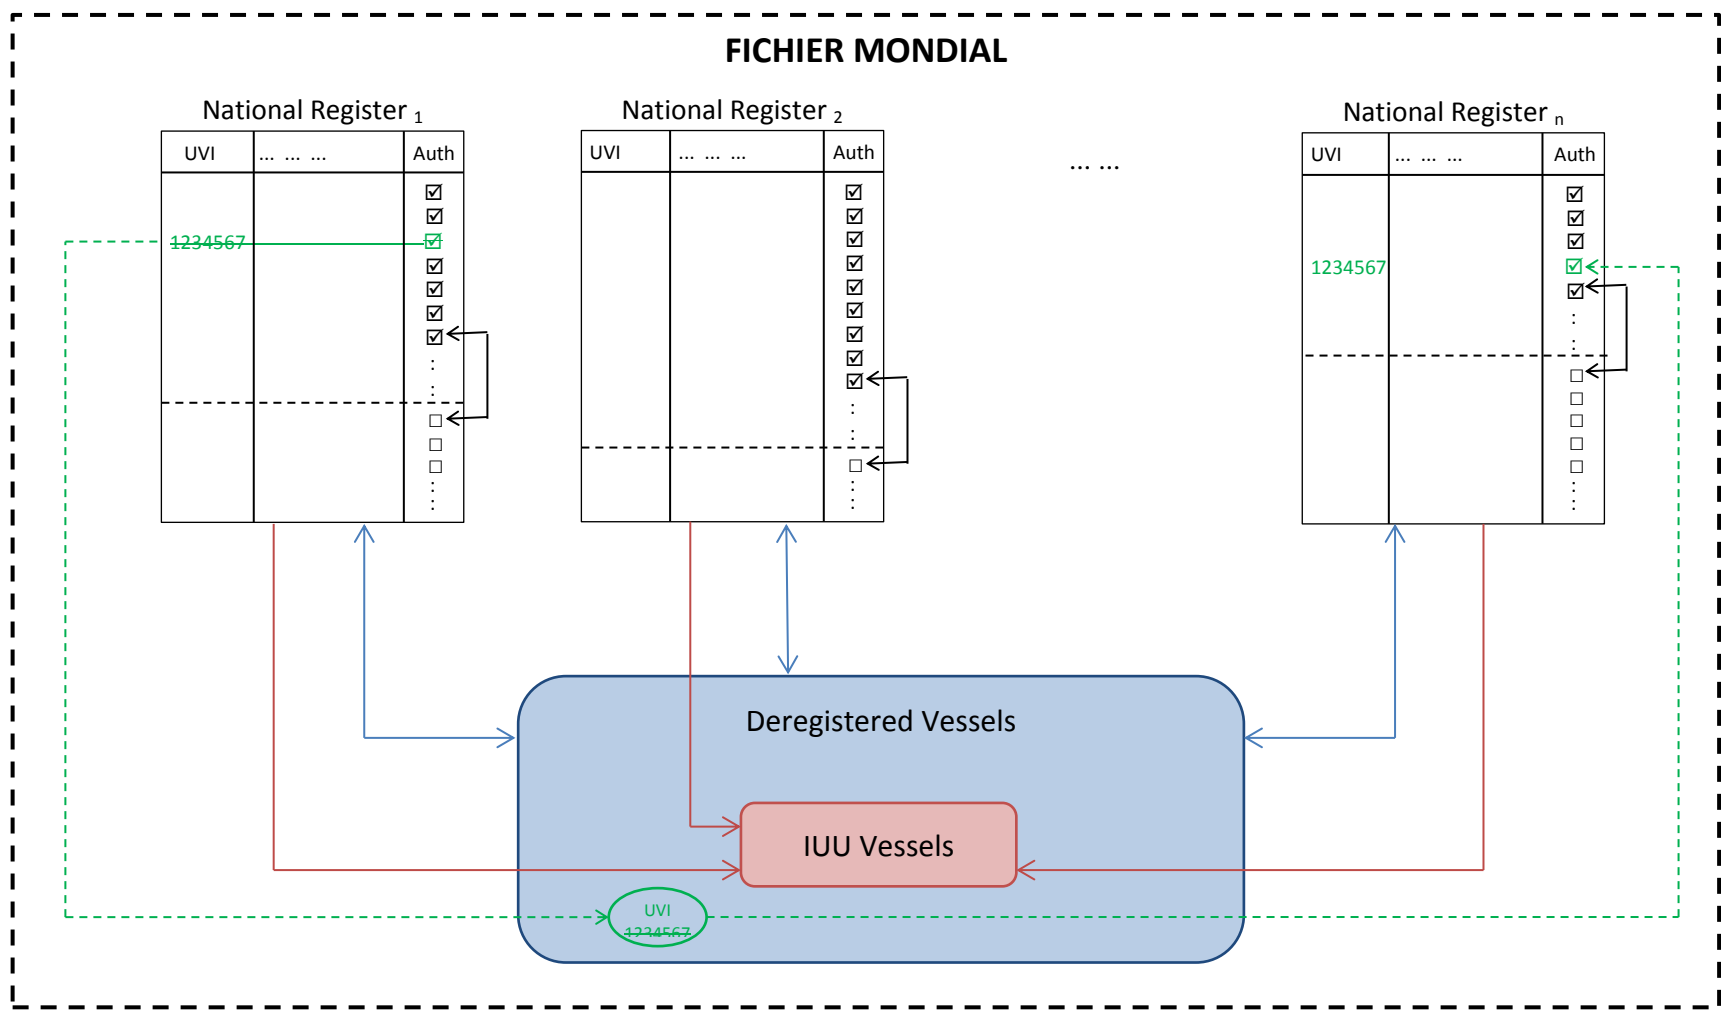 FICHIER MONDIAL
National Register 1
UVI ... ... ... Auth
1234567
National Register 2
UVI ... ... ... Auth
... ...
National Register n
UVI ... ... ... Auth
1234567
Deregistered Vessels
IUU Vessels
UVI
1234567